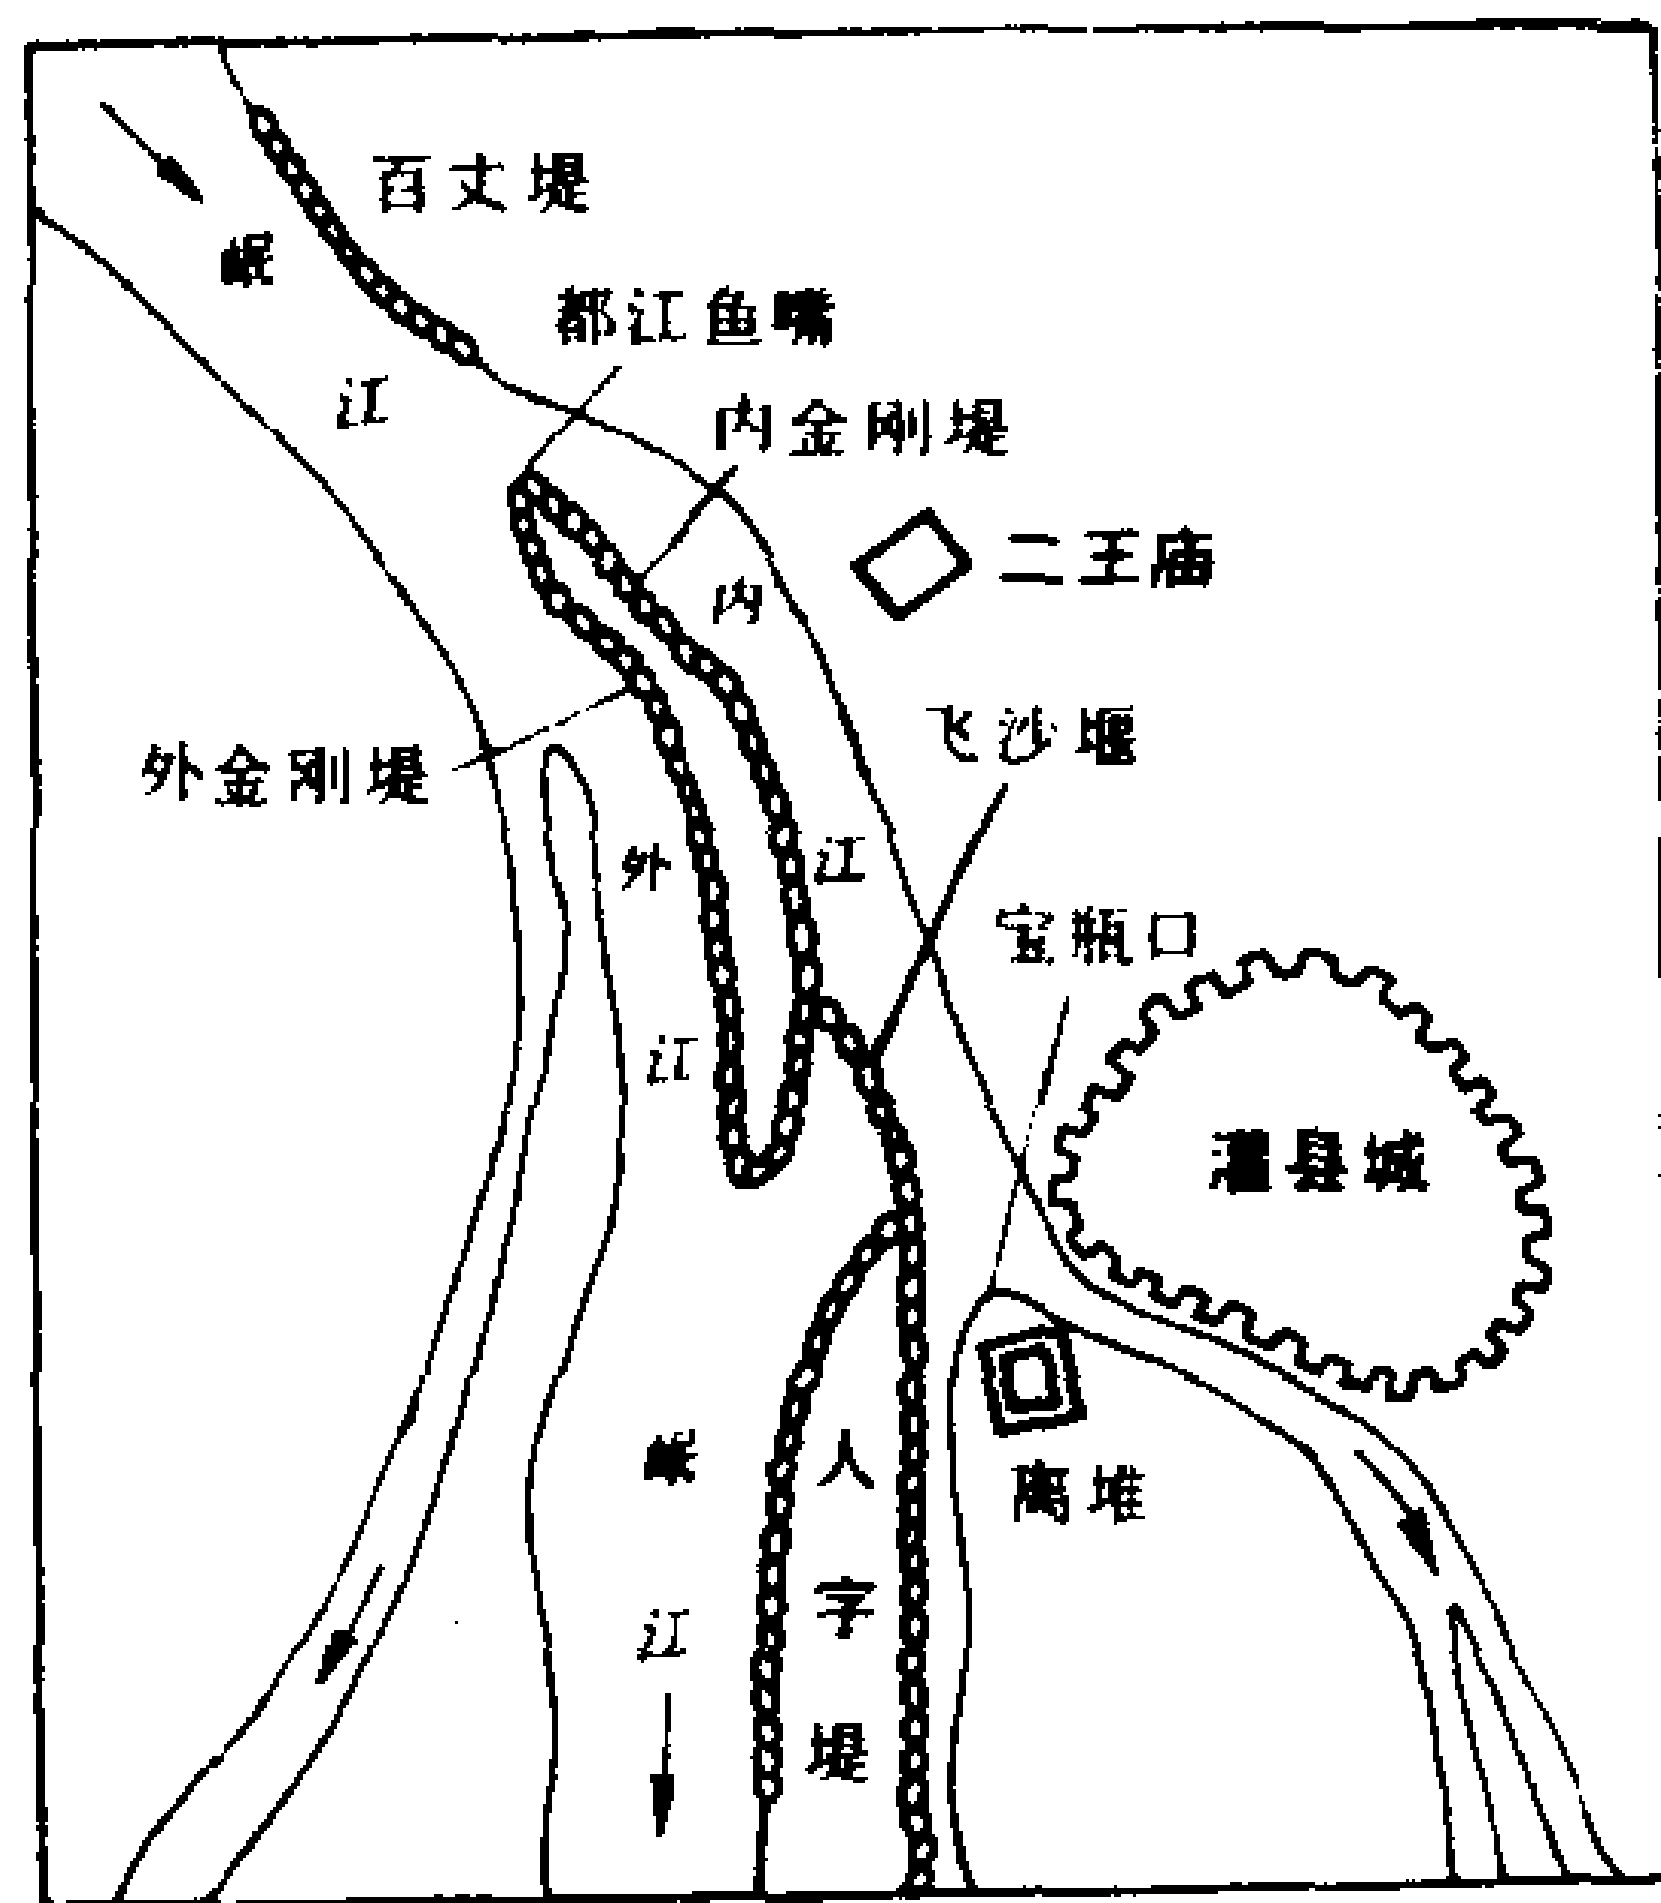 百丈堤
岷江
都江鱼嘴
内金刚堤
二王庙
内江
外金刚堤
飞沙堰
外江
宝瓶口
灌县城
岷江
人字堤
离堆